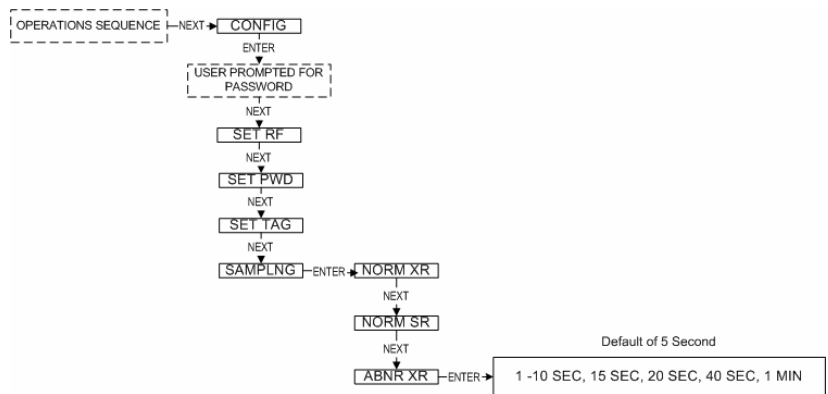 OPERATIONS SEQUENCE
NEXT
CONFIG
ENTER
USER PROMPTED FOR
PASSWORD
NEXT
SET RF
NEXT
SET PWD
NEXT
SET TAG
NEXT
SAMPLNG
ENTER
NORM XR
NEXT
NORM SR
NEXT
ABNR XR
ENTER
Default of 5 Second
1 -10 SEC, 15 SEC, 20 SEC, 40 SEC, 1 MIN